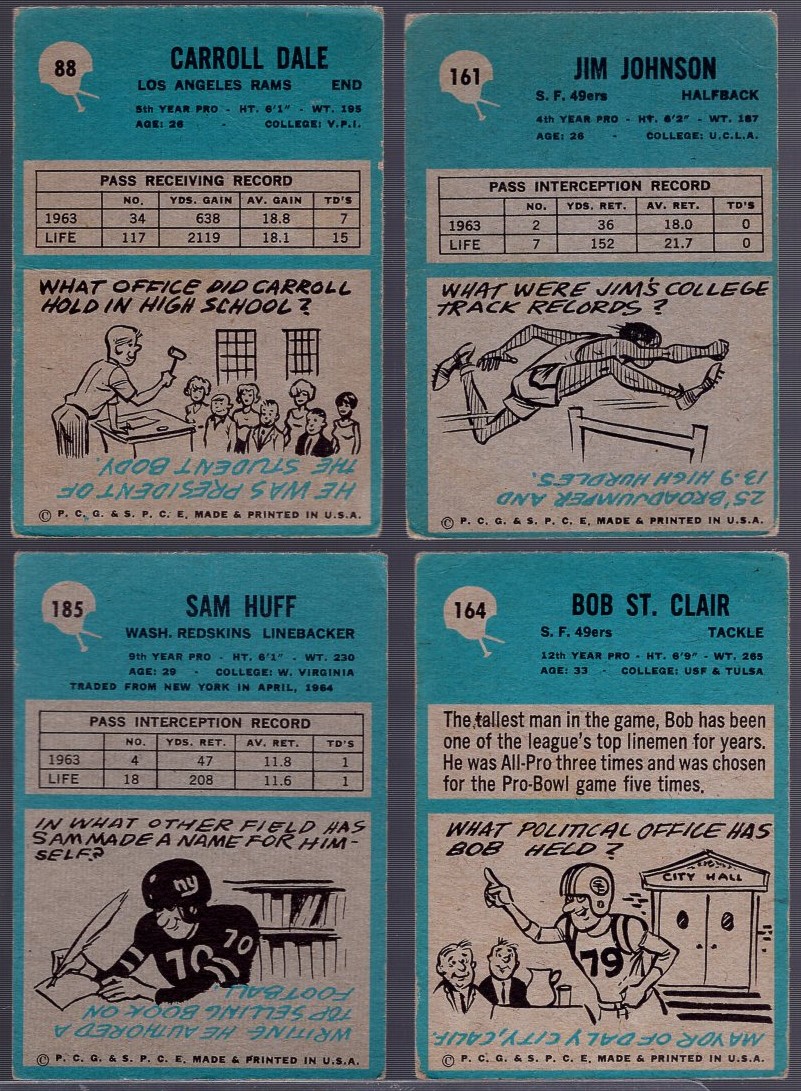 88
CARROLL DALE
LOS ANGELES RAMS END
5th YEAR PRO - HT. 6'1" - WT. 195
AGE: 26 - COLLEGE: V.P.I.
PASS RECEIVING RECORD
NO. YDS. GAIN AV. GAIN TD'S
1963 34 638 18.8 7
LIFE 117 2119 18.1 15
WHAT OFFICE DID CARROLL
HOLD IN HIGH SCHOOL?
HE WAS PRESIDENT OF
THE STUDENT BODY.
© P. C. G. & S. P. C. E. MADE & PRINTED IN U.S.A.
161
JIM JOHNSON
S. F. 49ers HALFBACK
4th YEAR PRO - HT. 6'2" - WT. 187
AGE: 26 - COLLEGE: U.C.L.A.
PASS INTERCEPTION RECORD
NO. YDS. RET. AV. RET. TD'S
1963 2 36 18.0 0
LIFE 7 152 21.7 0
WHAT WERE JIM'S COLLEGE
TRACK RECORDS?
25' BROADJUMPER AND
13.9 HIGH HURDLES.
© P. C. G. & S. P. C. E. MADE & PRINTED IN U.S.A.
185
SAM HUFF
WASH. REDSKINS LINEBACKER
9th YEAR PRO - HT. 6'1" - WT. 230
AGE: 29 - COLLEGE: W. VIRGINIA
TRADED FROM NEW YORK IN APRIL, 1964
PASS INTERCEPTION RECORD
NO. YDS. RET. AV. RET. TD'S
1963 4 47 11.8 1
LIFE 18 208 11.6 1
IN WHAT OTHER FIELD HAS
SAM MADE A NAME FOR HIM-
SELF?
ny
70
70
WRITING HE AUTHORED A
TOP SELLING BOOK ON
FOOTBALL.
© P. C. G. & S. P. C. E. MADE & PRINTED IN U.S.A.
164
BOB ST. CLAIR
S. F. 49ers TACKLE
12th YEAR PRO - HT. 6'9" - WT. 265
AGE: 33 - COLLEGE: USF & TULSA
The tallest man in the game, Bob has been
one of the league's top linemen for years.
He was All-Pro three times and was chosen
for the Pro-Bowl game five times.
WHAT POLITICAL OFFICE HAS
BOB HELD?
CITY HALL
79
MAYOR OF DALY CITY, CALIF.
© P. C. G. & S. P. C. E. MADE & PRINTED IN U.S.A.